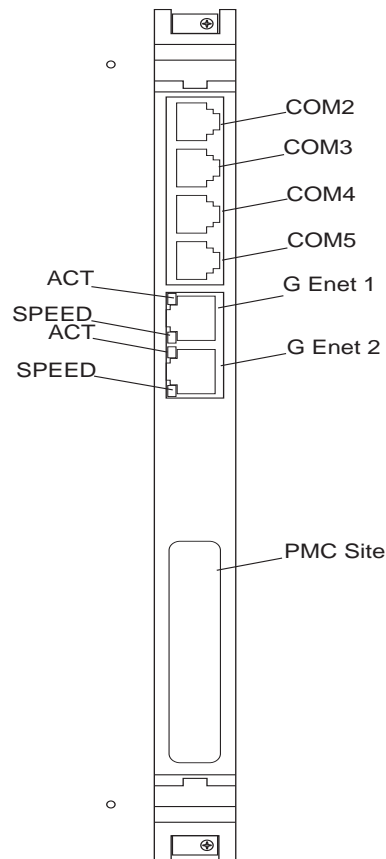 COM2
COM3
COM4
COM5
ACT
G Enet 1
SPEED
ACT
G Enet 2
SPEED
PMC Site